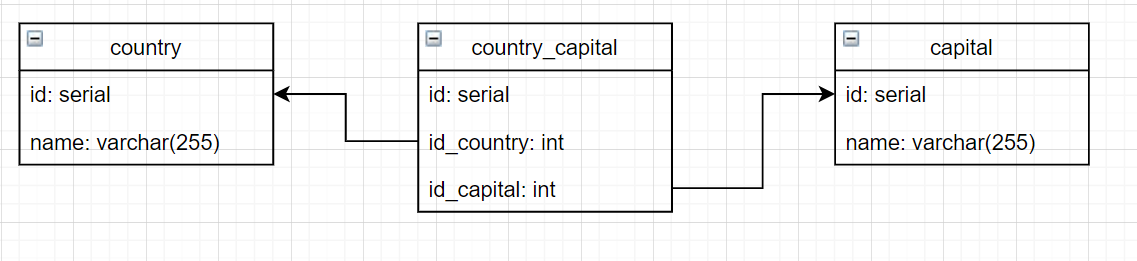 country
id: serial
name: varchar(255)
country_capital
id: serial
id_country: int
id_capital: int
capital
id: serial
name: varchar(255)